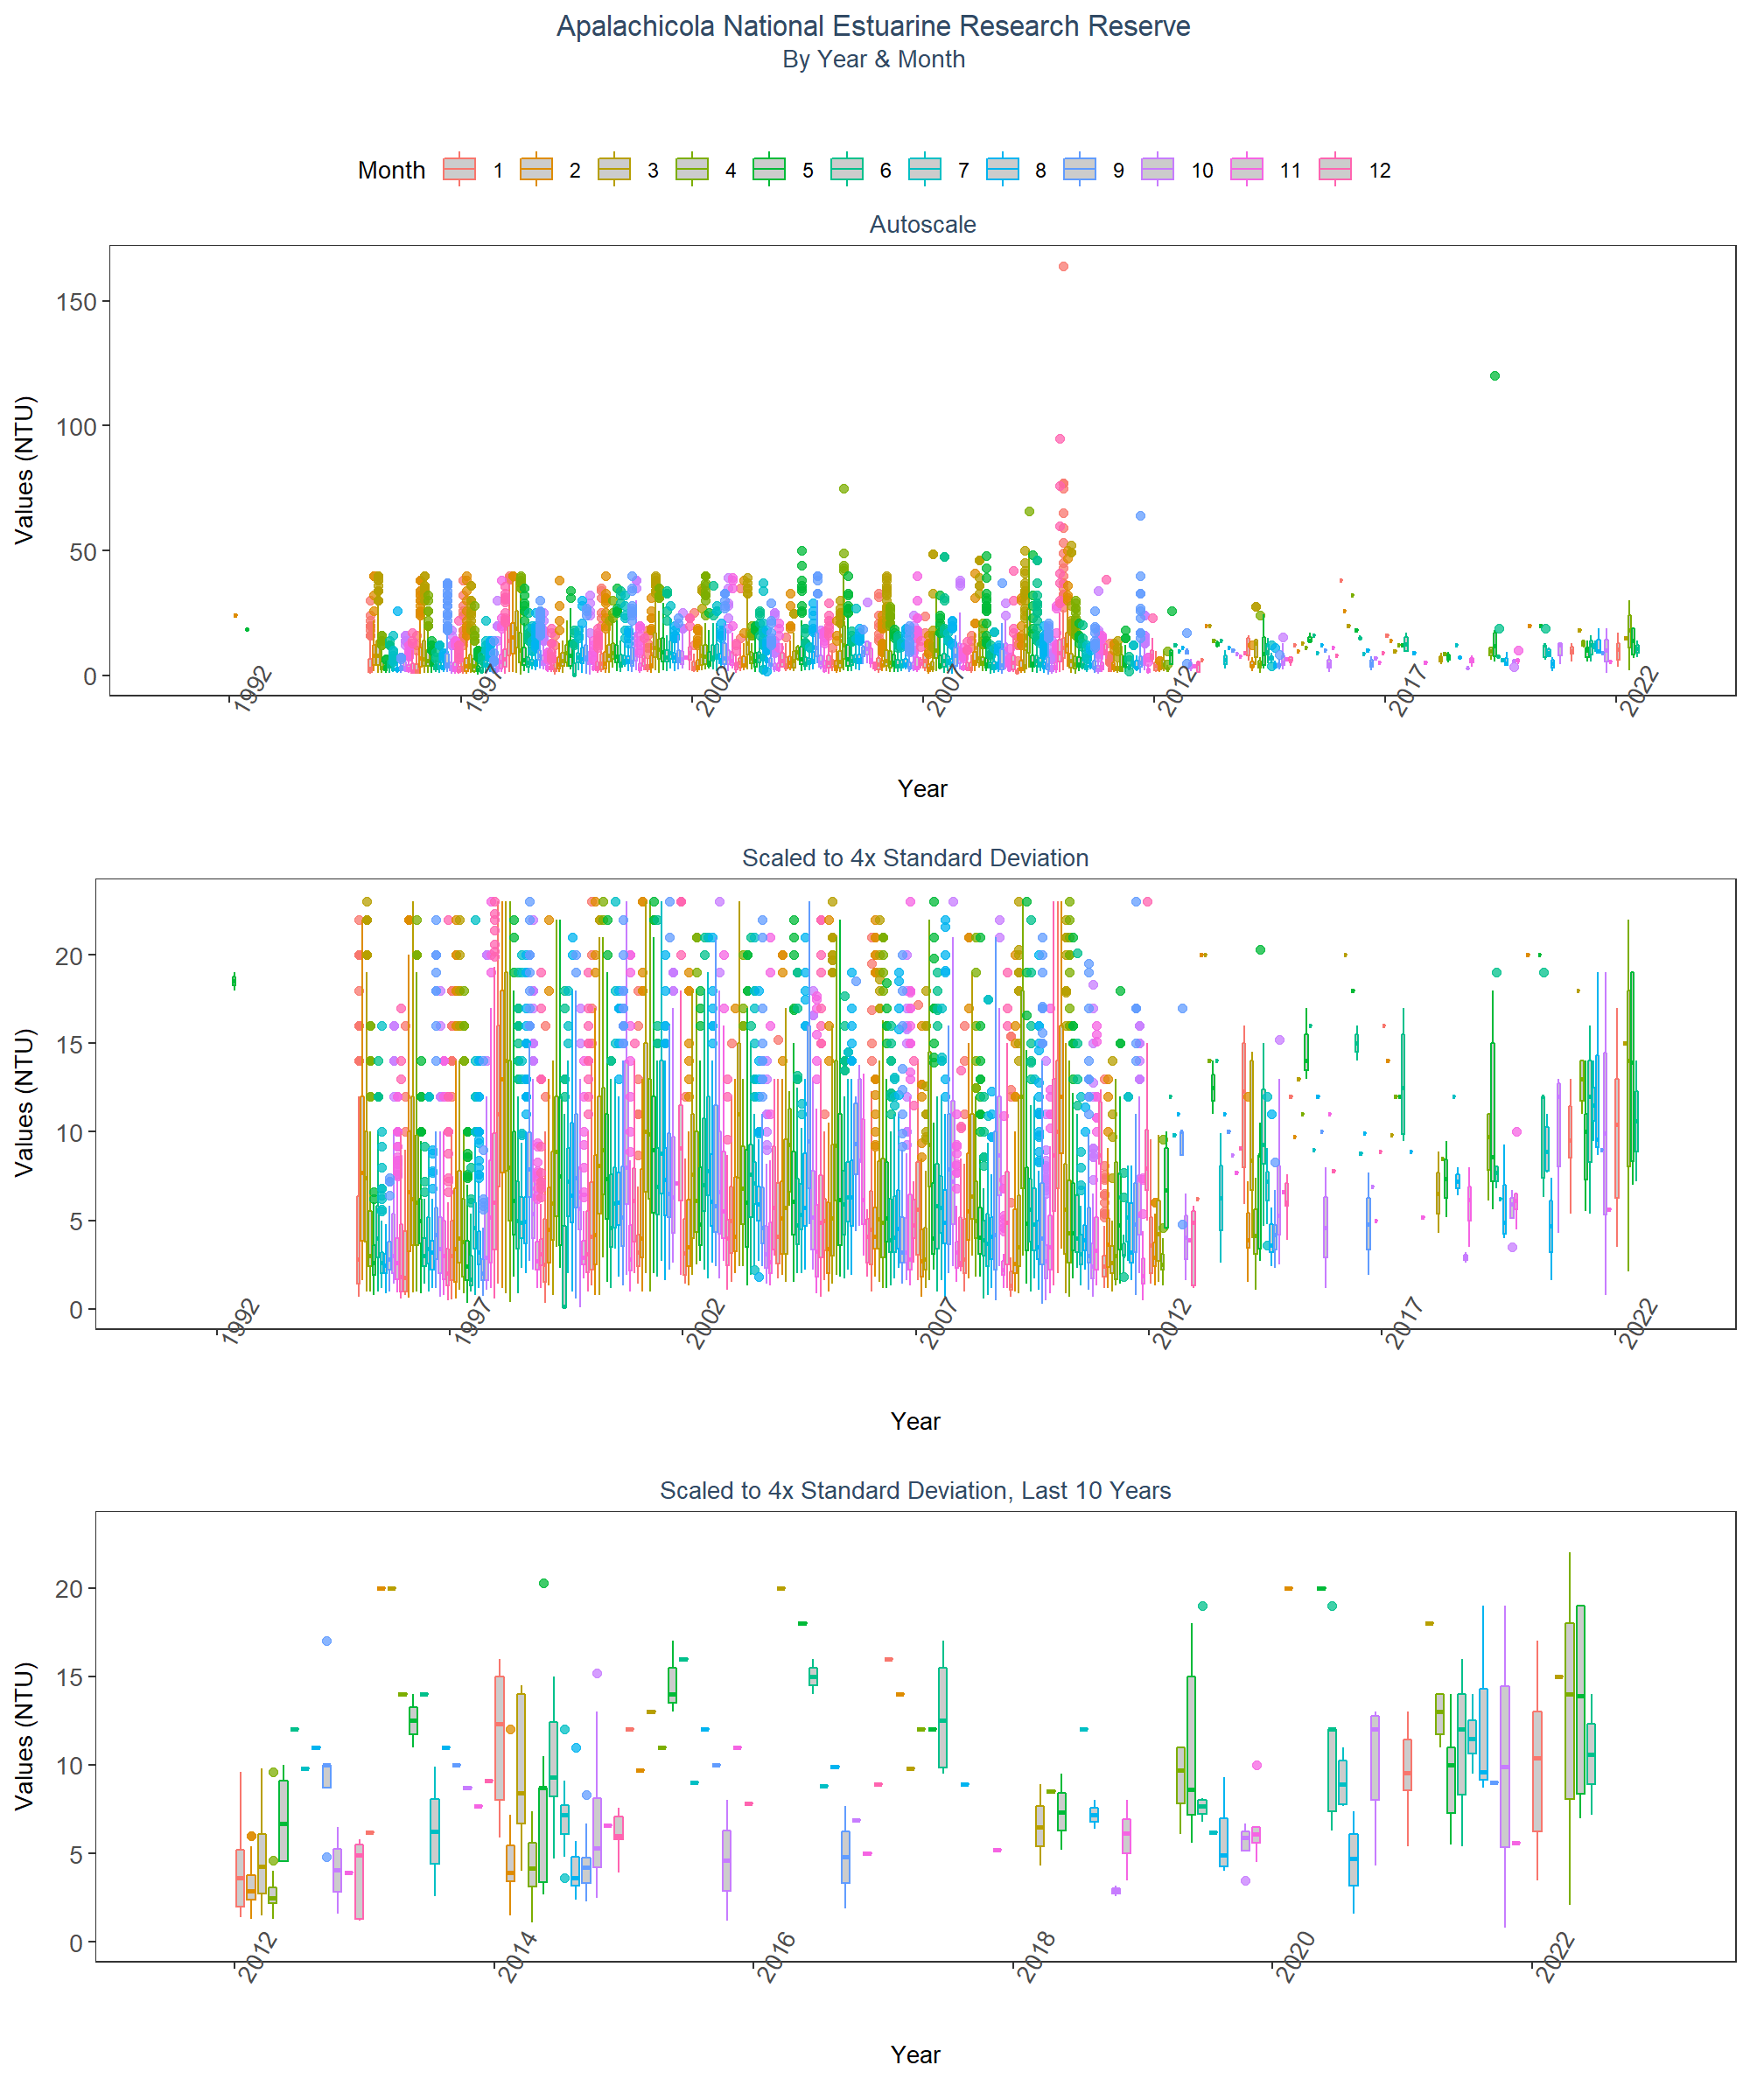 Apalachicola National Estuarine Research Reserve
By Year & Month
Month 1 2 3 4 5 6 7 8 9 10 11 12
Autoscale
Values (NTU)
150
100
50
0
1992 1997 2002 2007 2012 2017 2022
Year
Scaled to 4x Standard Deviation
Values (NTU)
20
15
10
5
0
1992 1997 2002 2007 2012 2017 2022
Year
Scaled to 4x Standard Deviation, Last 10 Years
Values (NTU)
20
15
10
5
0
2012 2014 2016 2018 2020 2022
Year